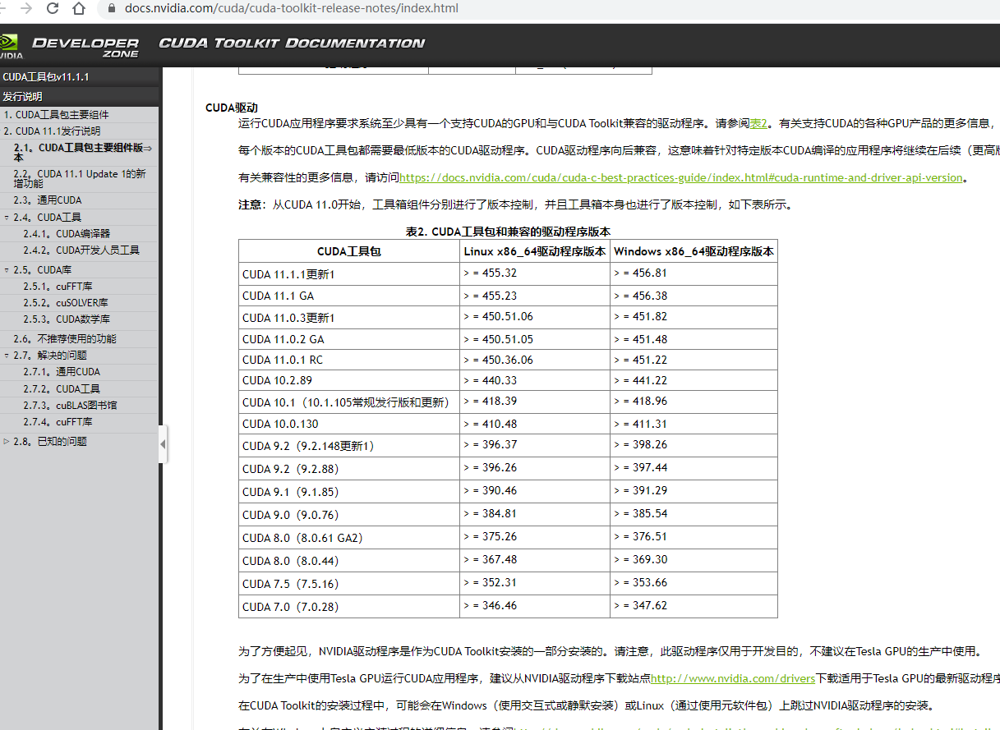 docs.nvidia.com/cuda/cuda-toolkit-release-notes/index.html
DEVELOPER ZONE
CUDA TOOLKIT DOCUMENTATION
CUDA工具包v11.1.1
发行说明
1. CUDA工具包主要组件
2. CUDA 11.1发行说明
2.1。CUDA工具包主要组件版本
2.2。CUDA 11.1 Update 1的新增功能
2.3。通用CUDA
2.4。CUDA工具
2.4.1。CUDA编译器
2.4.2。CUDA开发人员工具
2.5。CUDA库
2.5.1。cuFFT库
2.5.2。cuSOLVER库
2.5.3。CUDA数学库
2.6。不推荐使用的功能
2.7。解决的问题
2.7.1。通用CUDA
2.7.2。CUDA工具
2.7.3。cuBLAS图书馆
2.7.4。cuFFT库
2.8。已知的问题
CUDA驱动
运行CUDA应用程序要求系统至少具有一个支持CUDA的GPU和与CUDA Toolkit兼容的驱动程序。请参阅表2。有关支持CUDA的各种GPU产品的更多信息，
每个版本的CUDA工具包都需要最低版本的CUDA驱动程序。CUDA驱动程序向后兼容，这意味着针对特定版本CUDA编译的应用程序将继续在后续（更高版
有关兼容性的更多信息，请访问https://docs.nvidia.com/cuda/cuda-c-best-practices-guide/index.html#cuda-runtime-and-driver-api-version。
注意：从CUDA 11.0开始，工具箱组件分别进行了版本控制，并且工具箱本身也进行了版本控制，如下表所示。
表2. CUDA工具包和兼容的驱动程序版本
CUDA工具包 Linux x86_64驱动程序版本 Windows x86_64驱动程序版本
CUDA 11.1.1更新1 > = 455.32 > = 456.81
CUDA 11.1 GA > = 455.23 > = 456.38
CUDA 11.0.3更新1 > = 450.51.06 > = 451.82
CUDA 11.0.2 GA > = 450.51.05 > = 451.48
CUDA 11.0.1 RC > = 450.36.06 > = 451.22
CUDA 10.2.89 > = 440.33 > = 441.22
CUDA 10.1（10.1.105常规发行版和更新） > = 418.39 > = 418.96
CUDA 10.0.130 > = 410.48 > = 411.31
CUDA 9.2（9.2.148更新1） > = 396.37 > = 398.26
CUDA 9.2（9.2.88） > = 396.26 > = 397.44
CUDA 9.1（9.1.85） > = 390.46 > = 391.29
CUDA 9.0（9.0.76） > = 384.81 > = 385.54
CUDA 8.0（8.0.61 GA2） > = 375.26 > = 376.51
CUDA 8.0（8.0.44） > = 367.48 > = 369.30
CUDA 7.5（7.5.16） > = 352.31 > = 353.66
CUDA 7.0（7.0.28） > = 346.46 > = 347.62
为了方便起见，NVIDIA驱动程序是作为CUDA Toolkit安装的一部分安装的。请注意，此驱动程序仅用于开发目的，不建议在Tesla GPU的生产中使用。
为了在生产中使用Tesla GPU运行CUDA应用程序，建议从NVIDIA驱动程序下载站点http://www.nvidia.com/drivers下载适用于Tesla GPU的最新驱动程序
在CUDA Toolkit的安装过程中，可能会在Windows（使用交互式或静默安装）或Linux（通过使用元软件包）上跳过NVIDIA驱动程序的安装。